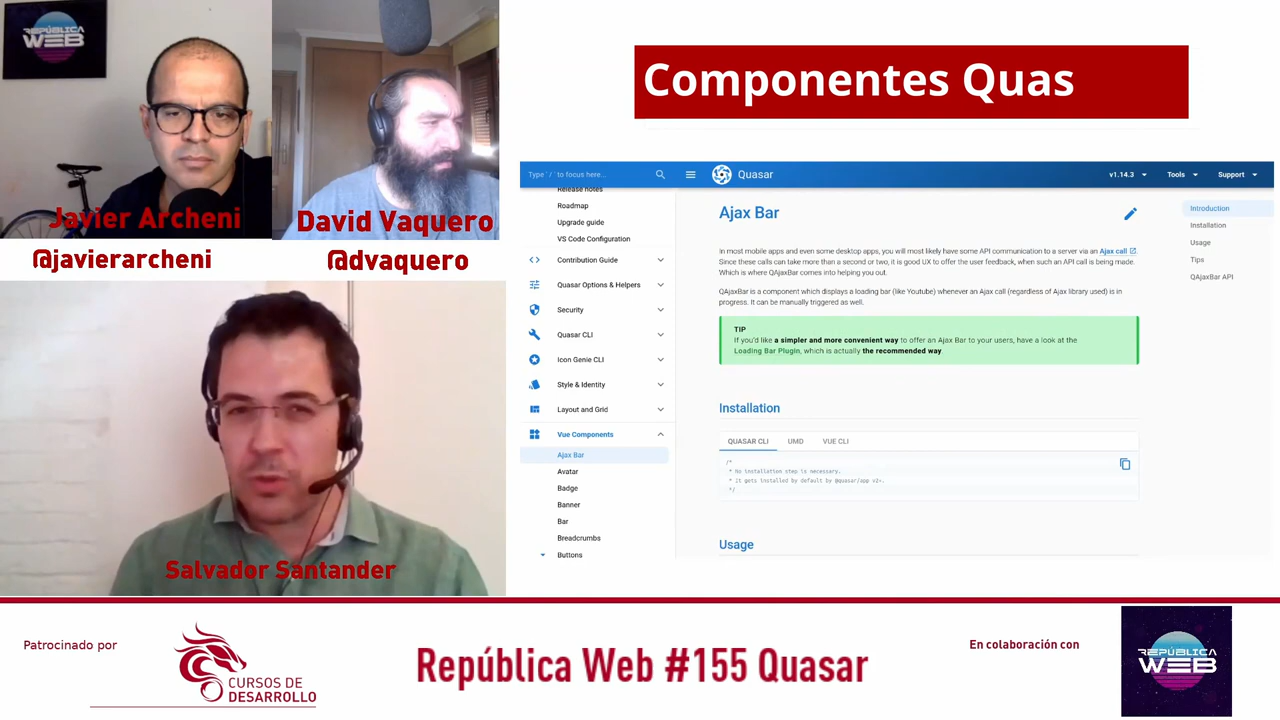 REPÚBLICA
WEB
Javier Archeni
@javierarcheni
David Vaquero
@dvaquero
Salvador Santander
Componentes Quas
Type ' / ' to focus here...
Quasar
v1.14.3
Tools
Support
Release notes
Roadmap
Upgrade guide
VS Code Configuration
Contribution Guide
Quasar Options & Helpers
Security
Quasar CLI
Icon Genie CLI
Style & Identity
Layout and Grid
Vue Components
Ajax Bar
Avatar
Badge
Banner
Bar
Breadcrumbs
Buttons
Ajax Bar
In most mobile apps and even some desktop apps, you will most likely have some API communication to a server via an Ajax call.
Since these calls can take more than a second or two, it is good UX to offer the user feedback, when such an API call is being made.
Which is where QAjaxBar comes into helping you out.
QAjaxBar is a component which displays a loading bar (like Youtube) whenever an Ajax call (regardless of Ajax library used) is in
progress. It can be manually triggered as well.
TIP
If you'd like a simpler and more convenient way to offer an Ajax Bar to your users, have a look at the
Loading Bar Plugin, which is actually the recommended way.
Installation
QUASAR CLI
UMD
VUE CLI
/*
* No installation step is necessary.
* It gets installed by default by @quasar/app v2+.
*/
Usage
Introduction
Installation
Usage
Tips
QAjaxBar API
Patrocinado por
CURSOS DE
DESARROLLO
República Web #155 Quasar
En colaboración con
REPÚBLICA
WEB